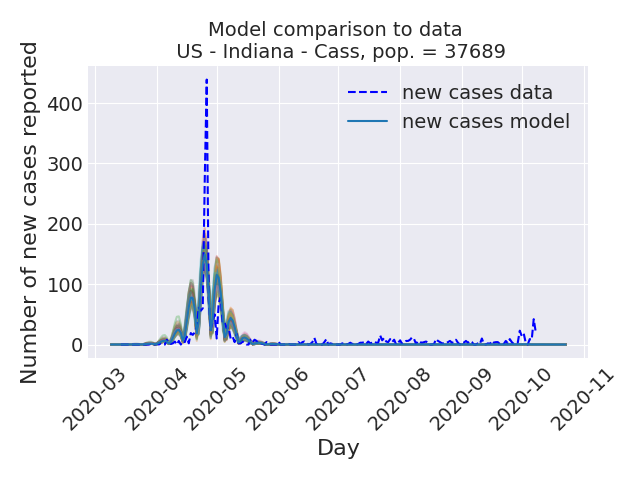 Model comparison to data
US - Indiana - Cass, pop. = 37689
Number of new cases reported
400
300
200
100
0
new cases data
new cases model
2020-03
2020-04
2020-05
2020-06
2020-07
2020-08
2020-09
2020-10
2020-11
Day